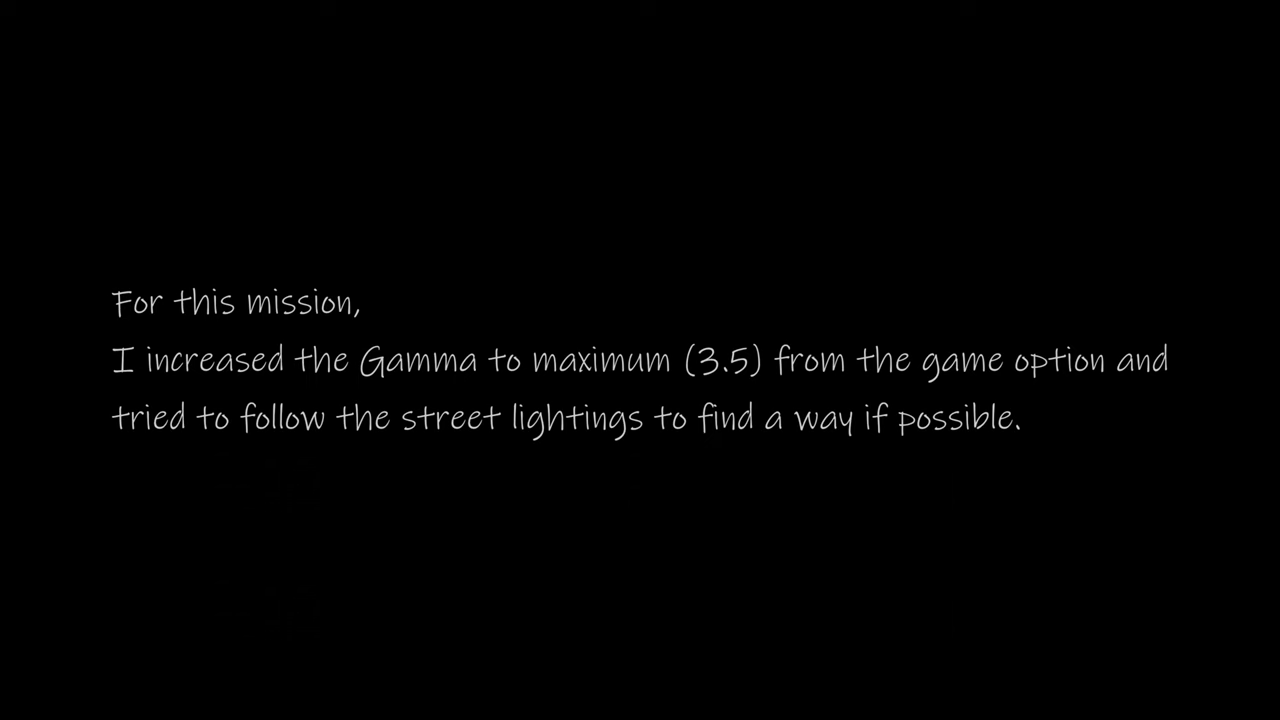 For this mission,
I increased the Gamma to maximum (3.5) from the game option and
tried to follow the street lightings to find a way if possible.